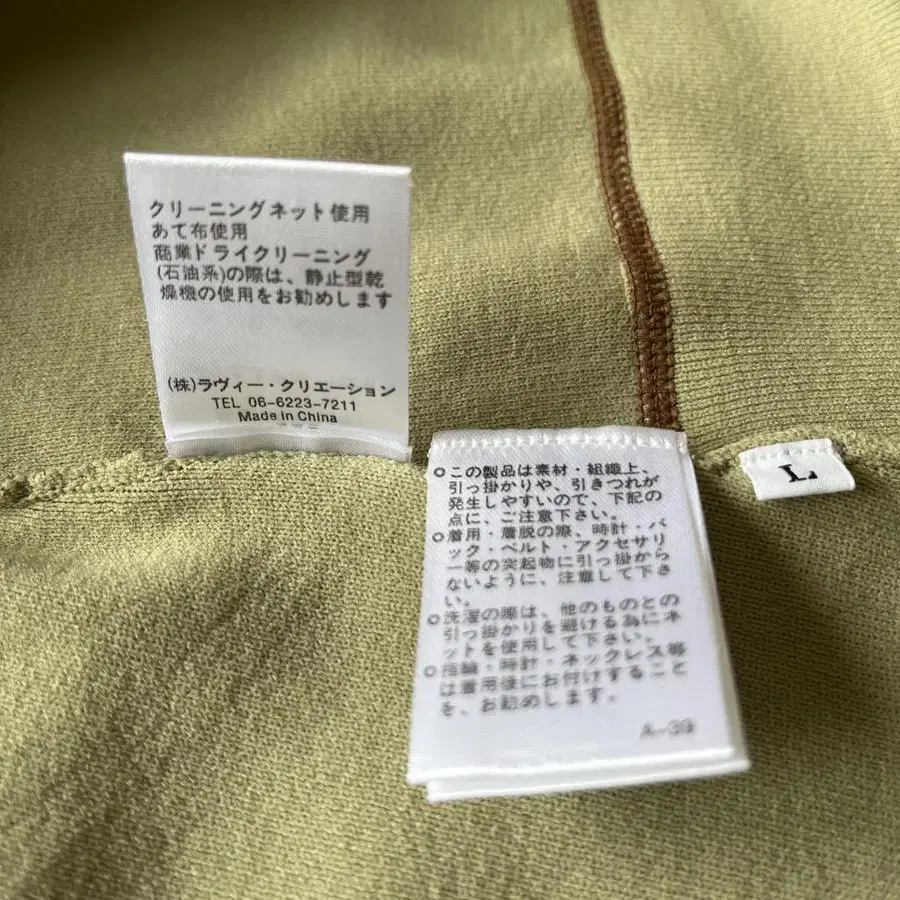 クリーニングネット使用
あて布使用
商業ドライクリーニング
(石油系)の際は、静止型乾
燥機の使用をお勧めします
(株)ラヴィー・クリエーション
TEL 06-6223-7211
Made in China
○この製品は素材・組織上、
引っ掛かりや、引きつれが
発生しやすいので、下記の
点に、ご注意下さい。
○着用・着脱の際、時計・バ
ック・ベルト・アクセサリ
ー等の突起物に引っ掛から
ないように、注意して下さ
い。
○洗濯の際は、他のものとの
引っ掛かりを避ける為にネ
ットを使用して下さい。
○指輪・時計・ネックレス等
は着用後にお付けすること
を、お勧めします。
A-39
L